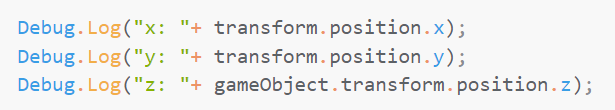 Debug.Log("x: "+ transform.position.x);
Debug.Log("y: "+ transform.position.y);
Debug.Log("z: "+ gameObject.transform.position.z);